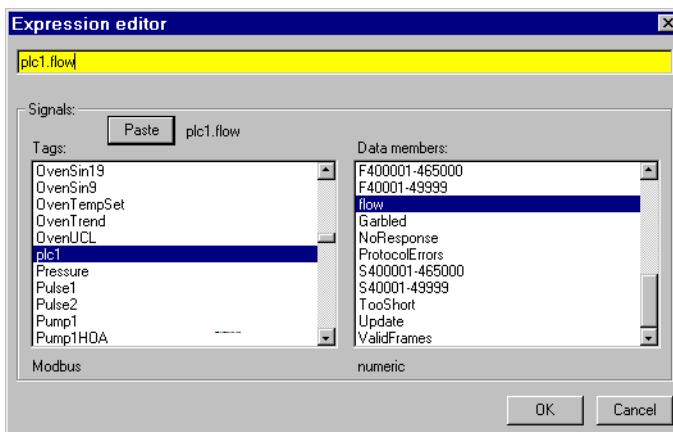 Expression editor
plc1.flow
Signals:
Paste plc1.flow
Tags:
OvenSin19
OvenSin9
OvenTempSet
OvenTrend
OvenUCL
plc1
Pressure
Pulse1
Pulse2
Pump1
Pump1HOA
Modbus
Data members:
F400001-465000
F40001-49999
flow
Garbled
NoResponse
ProtocolErrors
S400001-465000
S40001-49999
TooShort
Update
ValidFrames
numeric
OK Cancel